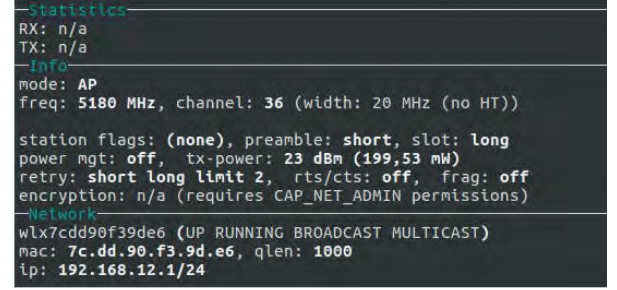 Statistics
RX: n/a
TX: n/a
Info
mode: AP
freq: 5180 MHz, channel: 36 (width: 20 MHz (no HT))
station flags: (none), preamble: short, slot: long
power mgt: off, tx-power: 23 dBm (199,53 mW)
retry: short long limit 2, rts/cts: off, frag: off
encryption: n/a (requires CAP_NET_ADMIN permissions)
Network
wlx7cdd90f39de6 (UP RUNNING BROADCAST MULTICAST)
mac: 7c.dd.90.f3.9d.e6, qlen: 1000
ip: 192.168.12.1/24